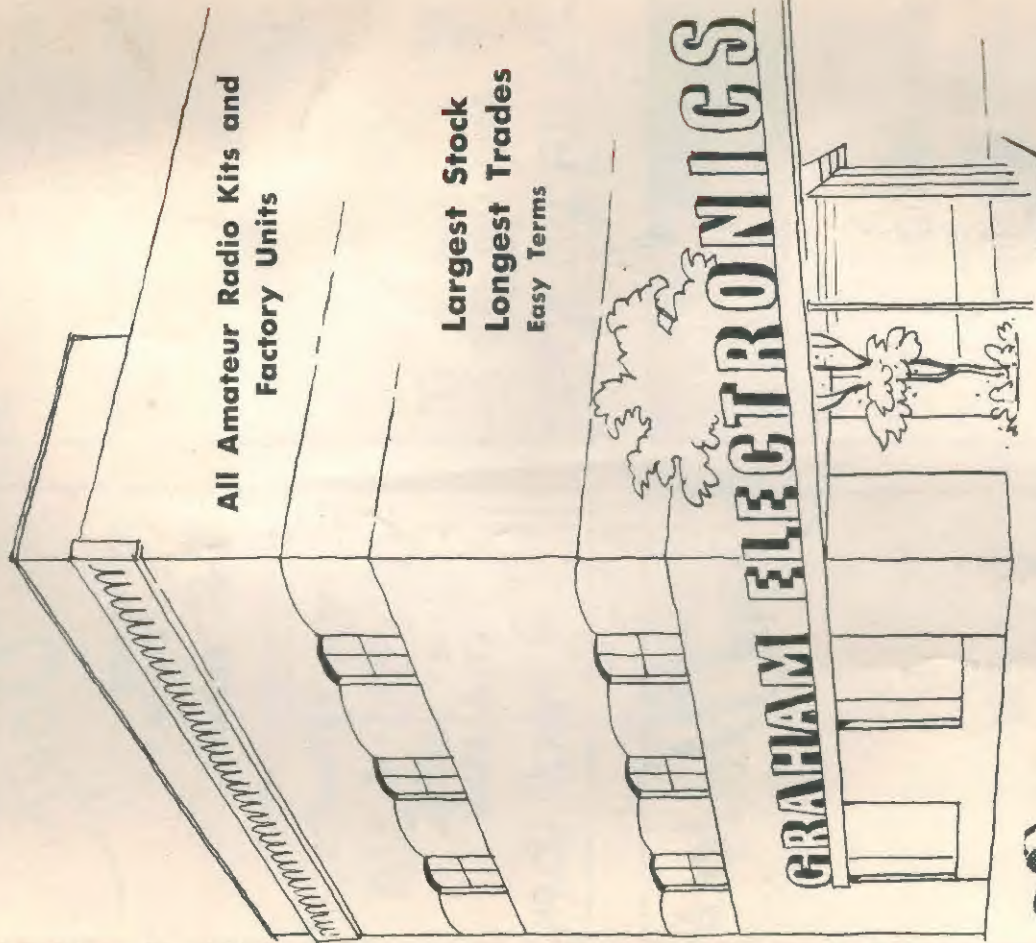 All Amateur Radio Kits and
Factory Units
Largest Stock
Longest Trades
Easy Terms
GRAHAM ELECTRONICS